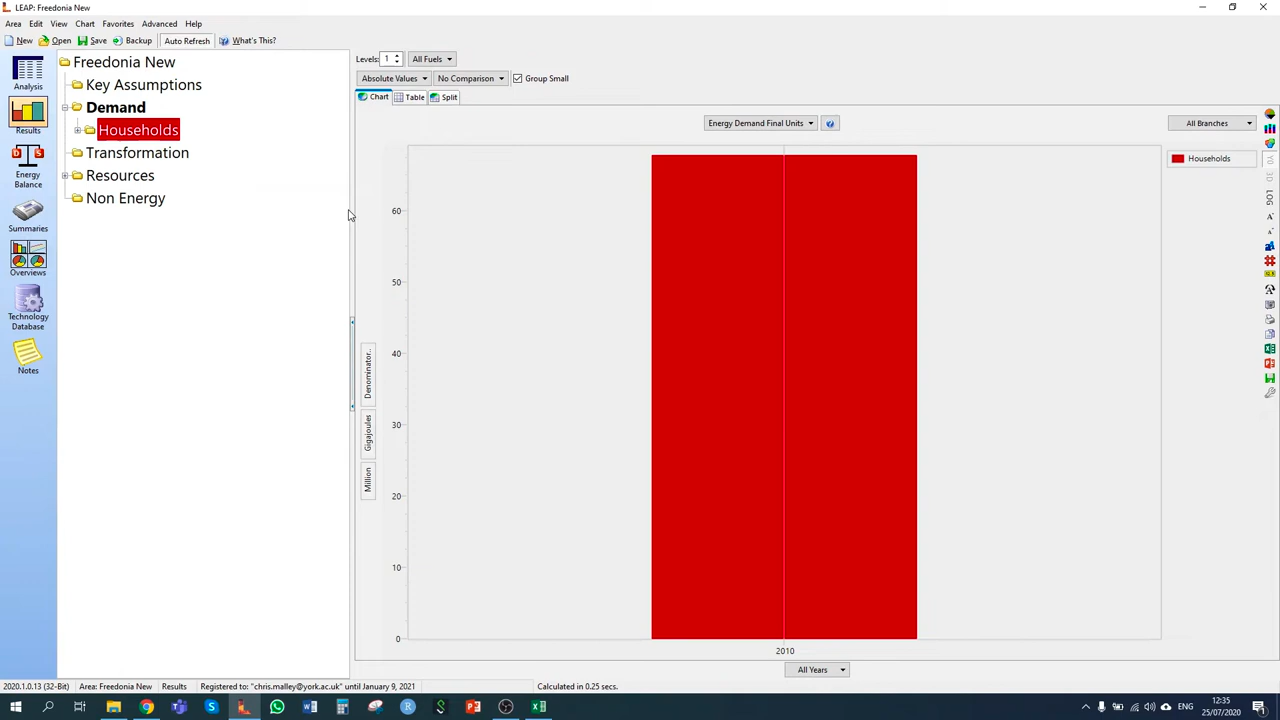 LEAP: Freedonia New
Area Edit View Chart Favorites Advanced Help
New Open Save Backup Auto Refresh What's This?
Analysis
Results
Energy
Balance
Summaries
Overviews
Technology
Database
Notes
Freedonia New
Key Assumptions
Demand
Households
Transformation
Resources
Non Energy
Levels: 1 All Fuels
Absolute Values No Comparison Group Small
Chart Table Split
Energy Demand Final Units
All Branches
Households
Y0
3D
LOG
60
50
40
30
20
10
0
Denominator..
Gigajoules
Million
2010
All Years
2020.1.0.13 (32-Bit) Area: Freedonia New Results Registered to: "chris.malley@york.ac.uk" until January 9, 2021 Calculated in 0.25 secs.
ENG
12:35
25/07/2020